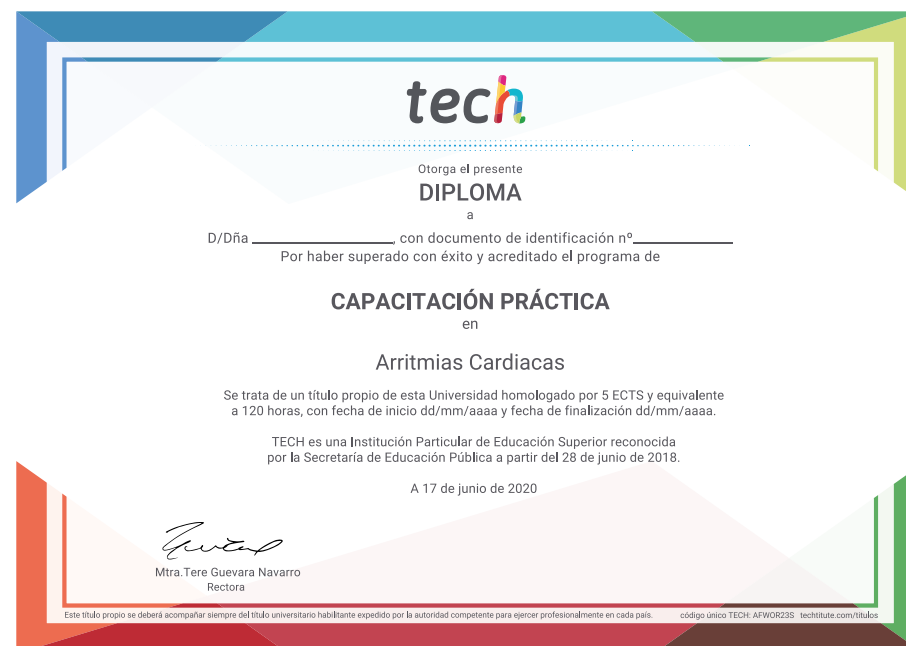 tech
Otorga el presente
DIPLOMA
a
D/Dña ____________________, con documento de identificación nº______________
Por haber superado con éxito y acreditado el programa de
CAPACITACIÓN PRÁCTICA
en
Arritmias Cardiacas
Se trata de un título propio de esta Universidad homologado por 5 ECTS y equivalente
a 120 horas, con fecha de inicio dd/mm/aaaa y fecha de finalización dd/mm/aaaa.
TECH es una Institución Particular de Educación Superior reconocida
por la Secretaría de Educación Pública a partir del 28 de junio de 2018.
A 17 de junio de 2020
Mtra.Tere Guevara Navarro
Rectora
Este título propio se deberá acompañar siempre del título universitario habilitante expedido por la autoridad competente para ejercer profesionalmente en cada país. código único TECH: AFWOR23S techtitute.com/titulos